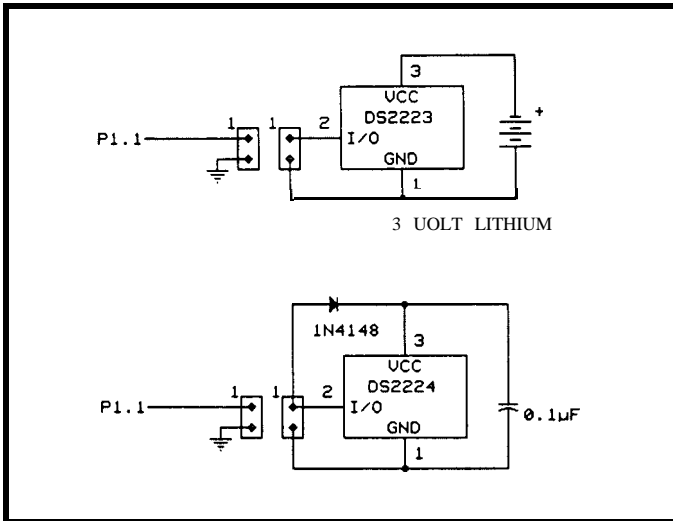 3
VCC
DS2223
P1.1 1 1 2 I/O +
GND
1
3 UOLT LITHIUM
1N4148
3
VCC
DS2224
P1.1 1 1 2 I/O 0.1µF
GND
1